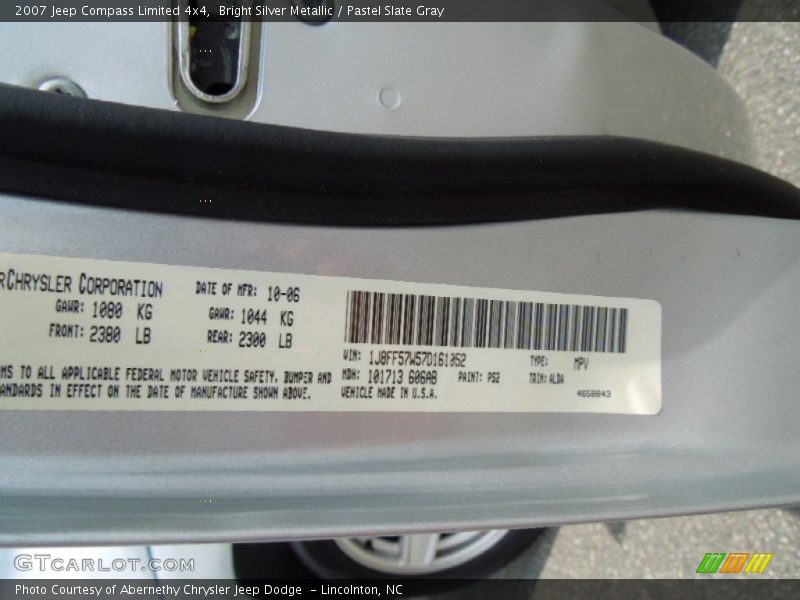 2007 Jeep Compass Limited 4x4, Bright Silver Metallic / Pastel Slate Gray
RCHRYSLER CORPORATION
DATE OF MFR: 10-06
GAWR: 1080 KG
GAWR: 1044 KG
FRONT: 2380 LB
REAR: 2300 LB
MS TO ALL APPLICABLE FEDERAL MOTOR VEHICLE SAFETY, BUMPER AND
ANDARDS IN EFFECT ON THE DATE OF MANUFACTURE SHOWN ABOVE.
VIN: 1J8FF57W57D161052
TYPE: MPV
MDH: 101713 606AB
PAINT: PS2
TRIM: ALDA
VEHICLE MADE IN U.S.A.
4658843
GTCARLOT.COM
Photo Courtesy of Abernethy Chrysler Jeep Dodge – Lincolnton, NC